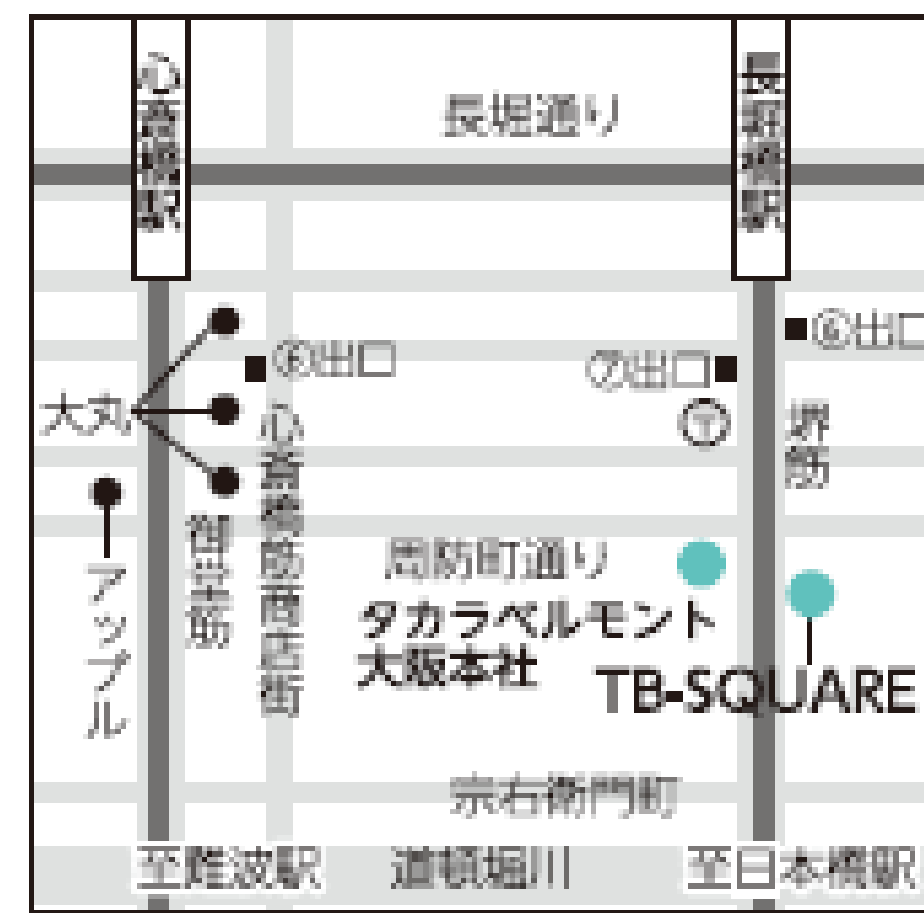 心斎橋駅
長堀通り
長堀橋駅
⑥出口
⑦出口
⑥出口
大丸
〒
堺筋
心斎橋筋商店街
御堂筋
アップル
周防町通り
タカラベルモント
大阪本社
TB-SQUARE
宗右衛門町
至難波駅
道頓堀川
至日本橋駅